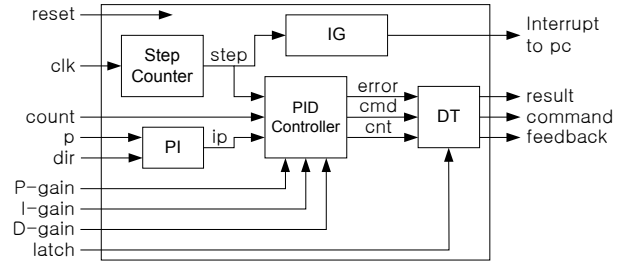 reset
IG
Interrupt
to pc
clk
Step
Counter
step
count
p
dir
PI
ip
PID
Controller
error
cmd
cnt
DT
result
command
feedback
P-gain
I-gain
D-gain
latch